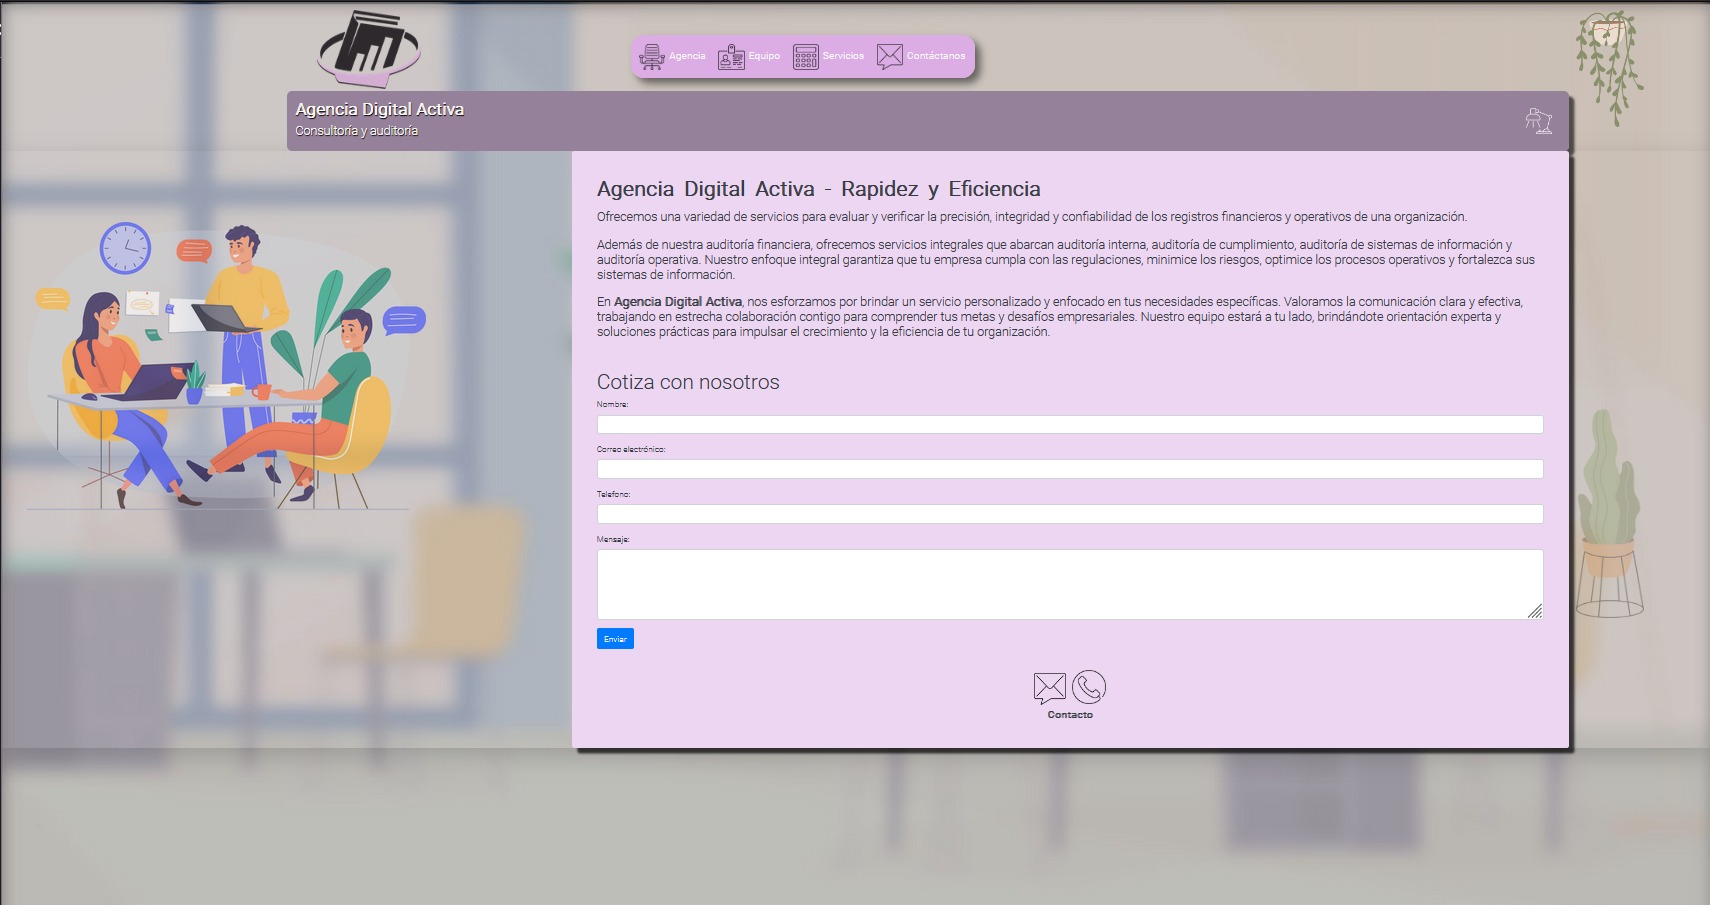 Agencia
Equipo
Servicios
Contáctanos
Agencia Digital Activa
Consultoría y auditoría
Agencia Digital Activa - Rapidez y Eficiencia
Ofrecemos una variedad de servicios para evaluar y verificar la precisión, integridad y confiabilidad de los registros financieros y operativos de una organización.
Además de nuestra auditoría financiera, ofrecemos servicios integrales que abarcan auditoría interna, auditoría de cumplimiento, auditoría de sistemas de información y
auditoría operativa. Nuestro enfoque integral garantiza que tu empresa cumpla con las regulaciones, minimice los riesgos, optimice los procesos operativos y fortalezca sus
sistemas de información.
En Agencia Digital Activa, nos esforzamos por brindar un servicio personalizado y enfocado en tus necesidades específicas. Valoramos la comunicación clara y efectiva,
trabajando en estrecha colaboración contigo para comprender tus metas y desafíos empresariales. Nuestro equipo estará a tu lado, brindándote orientación experta y
soluciones prácticas para impulsar el crecimiento y la eficiencia de tu organización.
Cotiza con nosotros
Nombre:
Correo electrónico:
Telefono:
Mensaje:
Enviar
Contacto